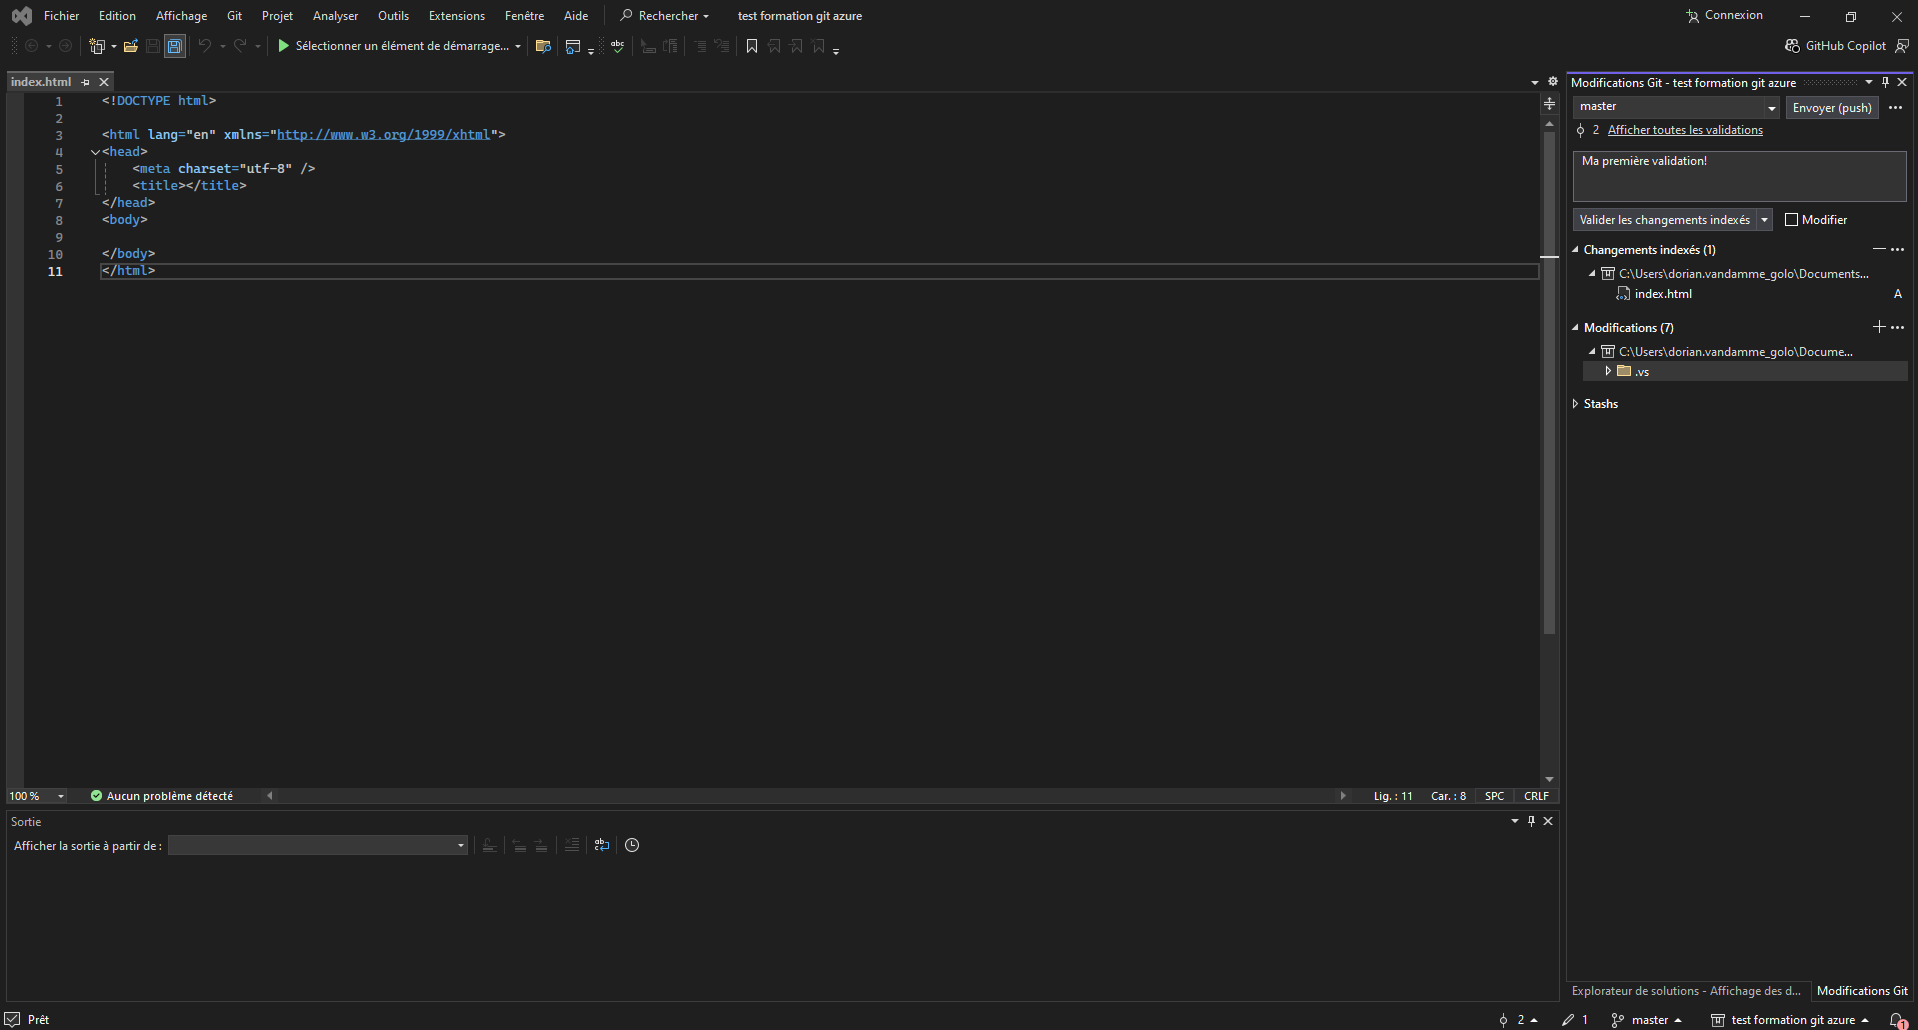 Fichier Edition Affichage Git Projet Analyser Outils Extensions Fenêtre Aide Rechercher test formation git azure Connexion
Sélectionner un élément de démarrage... abc GitHub Copilot
index.html
1 <!DOCTYPE html>
2
3 <html lang="en" xmlns="http://www.w3.org/1999/xhtml">
4 <head>
5 <meta charset="utf-8" />
6 <title></title>
7 </head>
8 <body>
9
10 </body>
11 </html>
100 % Aucun problème détecté Lig. : 11 Car. : 8 SPC CRLF
Sortie
Afficher la sortie à partir de :
Modifications Git - test formation git azure
master Envoyer (push)
2 Afficher toutes les validations
Ma première validation!
Valider les changements indexés Modifier
Changements indexés (1)
C:\Users\dorian.vandamme_golo\Documents...
index.html A
Modifications (7)
C:\Users\dorian.vandamme_golo\Docume...
.vs
Stashs
Explorateur de solutions - Affichage des d... Modifications Git
Prêt 2 1 master test formation git azure 1